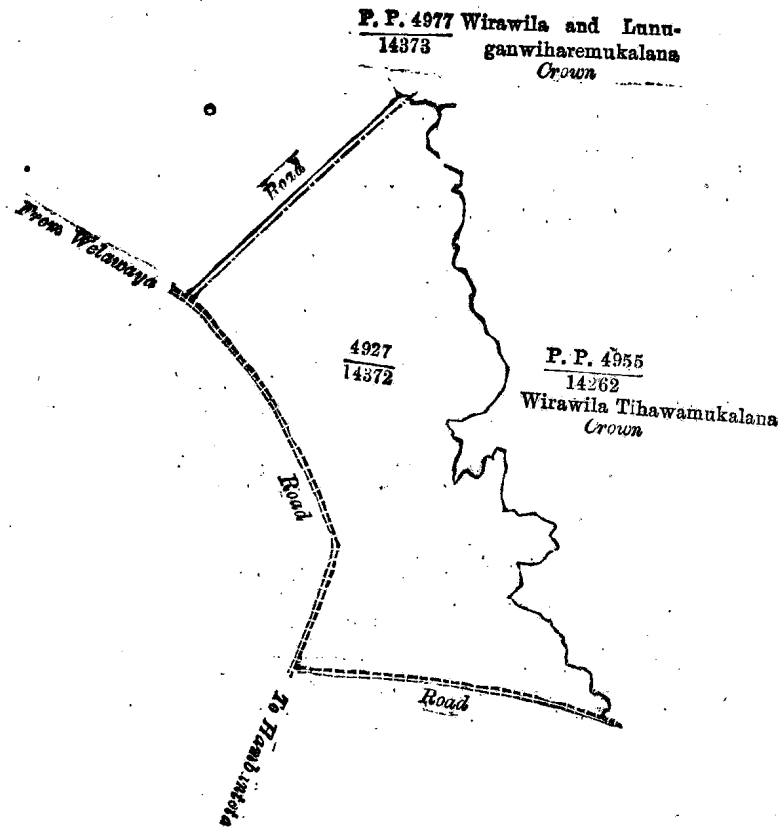 P. P. 4977 Wirawila and Lunu-
14373 ganwiharemukalana
Crown
Road
From Welawaya
4927
14372
P. P. 4955
14262
Wirawila Tihawamukalana
Crown
Road
Road
To Hambantota